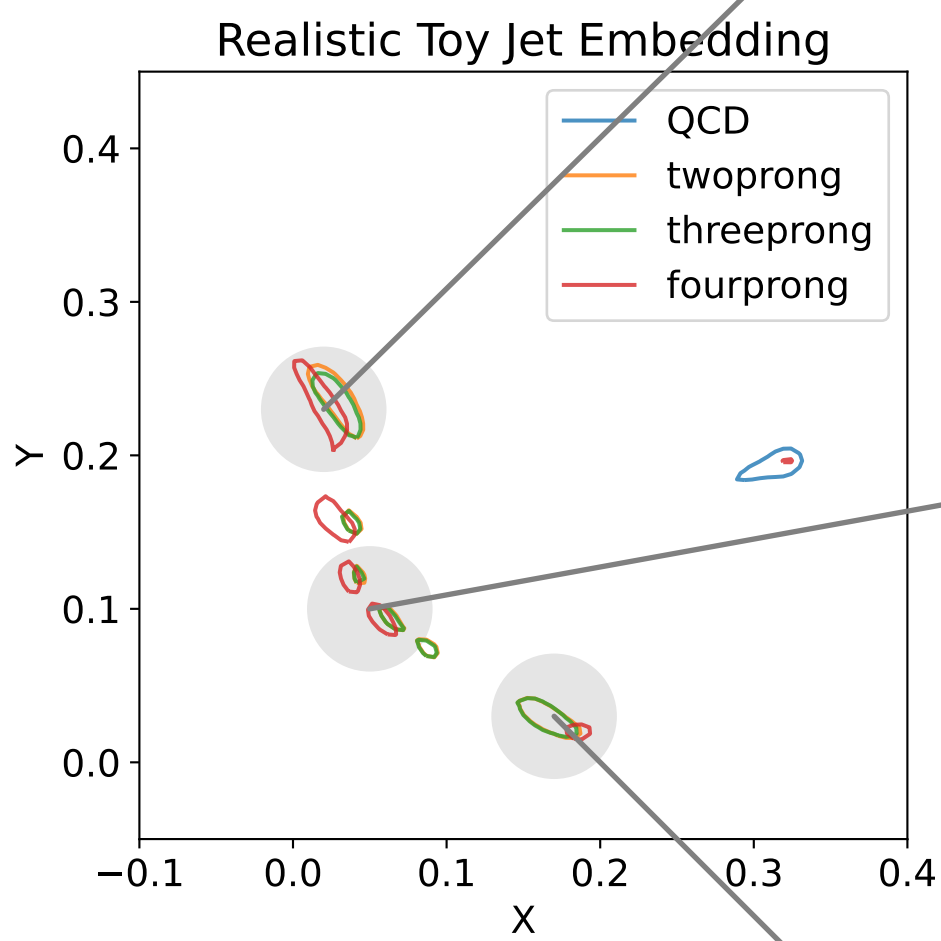 Realistic Toy Jet Embedding
QCD
twoprong
threeprong
fourprong
0.4
0.3
0.2
0.1
0.0
Y
−0.1 0.0 0.1 0.2 0.3 0.4
X